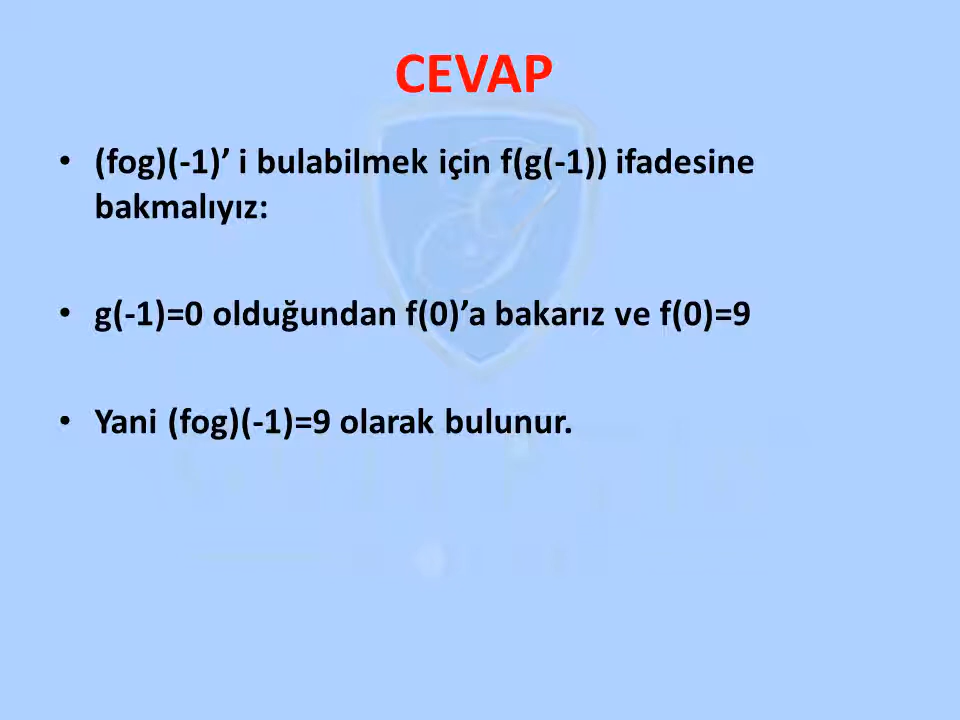 CEVAP
• (fog)(-1)’ i bulabilmek için f(g(-1)) ifadesine
bakmalıyız:
• g(-1)=0 olduğundan f(0)’a bakarız ve f(0)=9
• Yani (fog)(-1)=9 olarak bulunur.